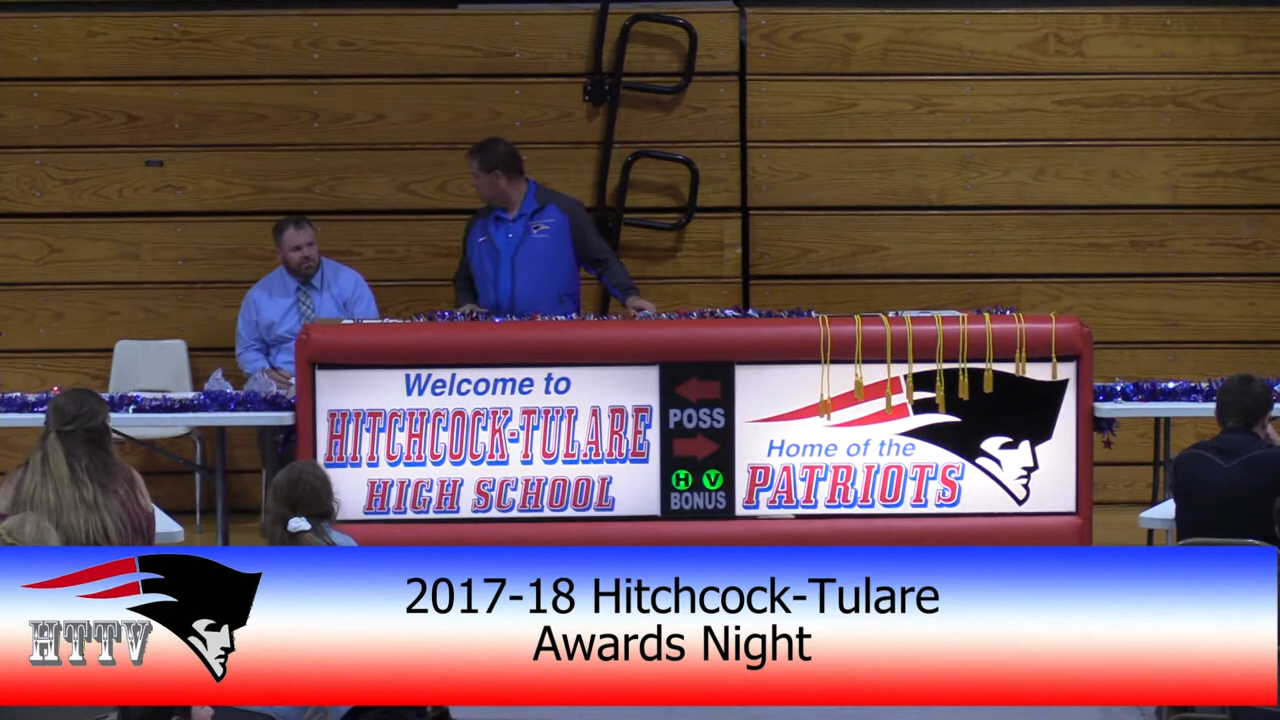 Welcome to
HITCHCOCK-TULARE
HIGH SCHOOL
POSS
H V
BONUS
Home of the
PATRIOTS
HTTV
2017-18 Hitchcock-Tulare
Awards Night